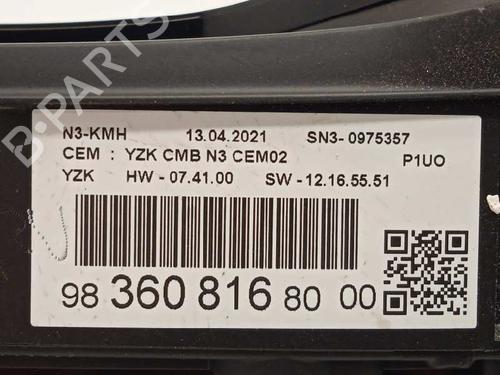 B-PARTS
N3-KMH 13.04.2021 SN3- 0975357
CEM : YZK CMB N3 CEM02 P1UO
YZK HW - 07.41.00 SW -12.16.55.51
98 360 816 80 00